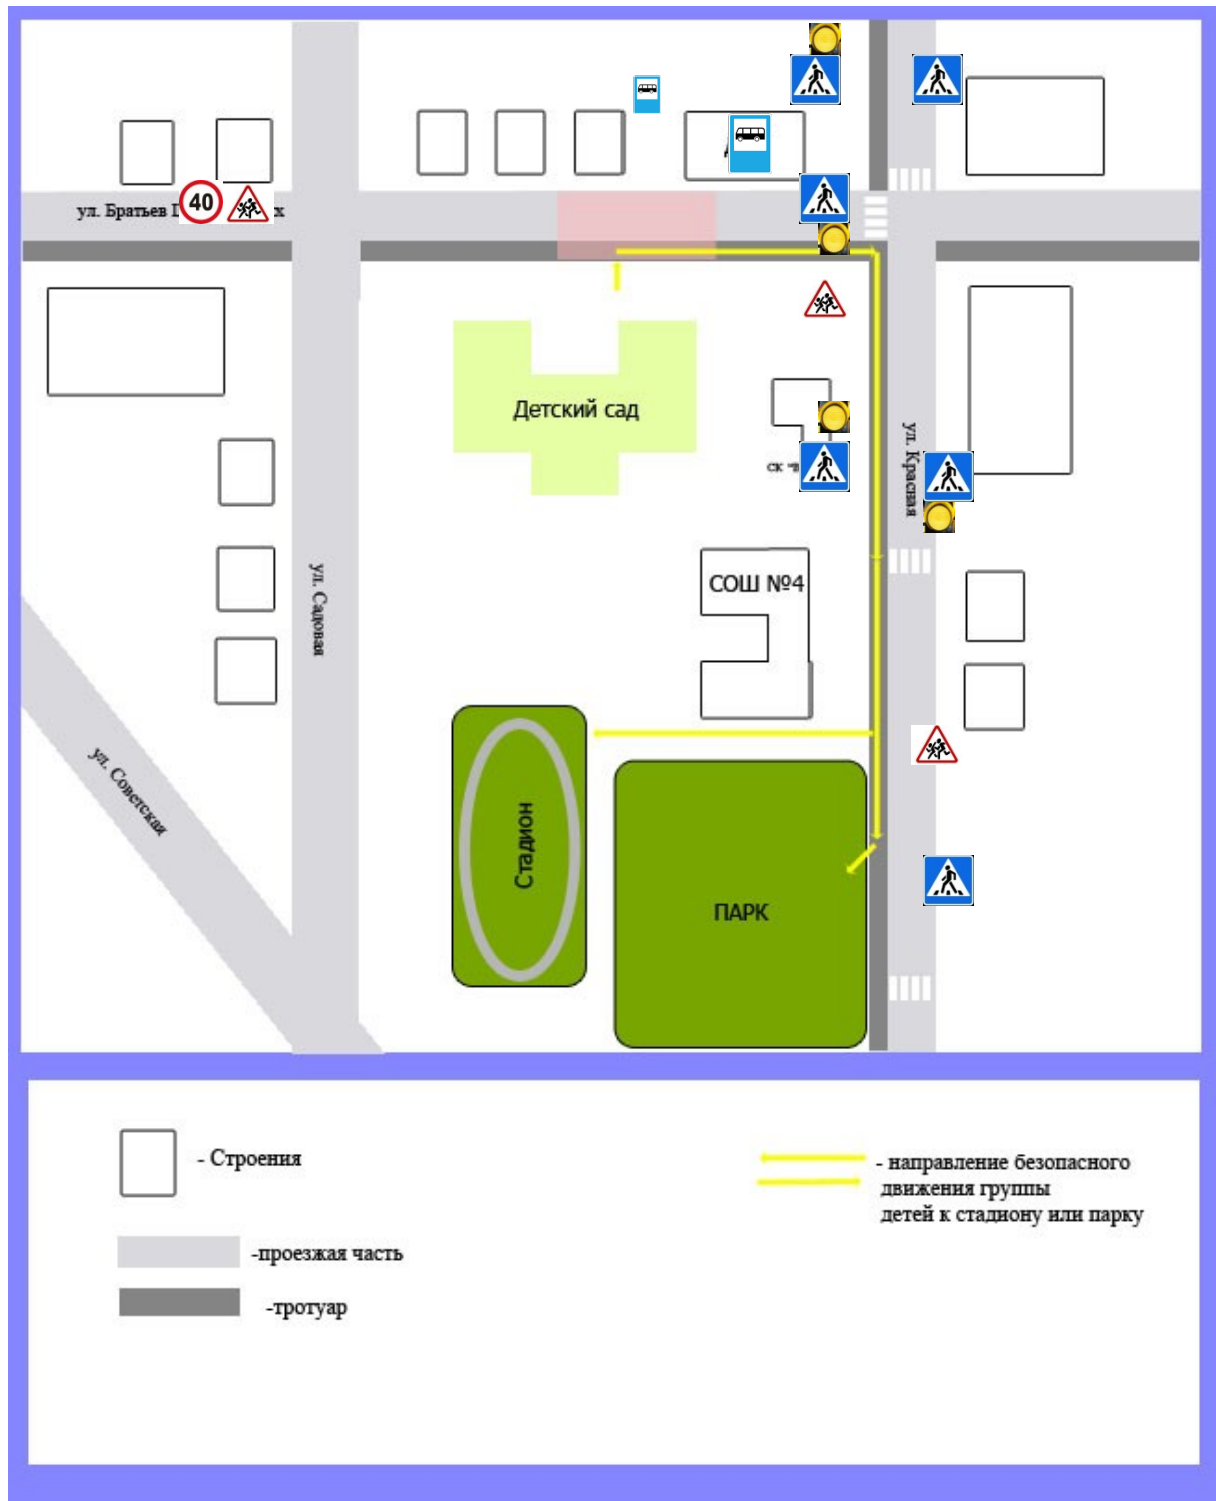 ул. Братьев
40
Детский сад
ск
ул. Красная
СОШ №4
ул. Садовая
ул. Советская
Стадион
ПАРК
- Строения
- направление безопасного
движения группы
детей к стадиону или парку
-проезжая часть
-тротуар